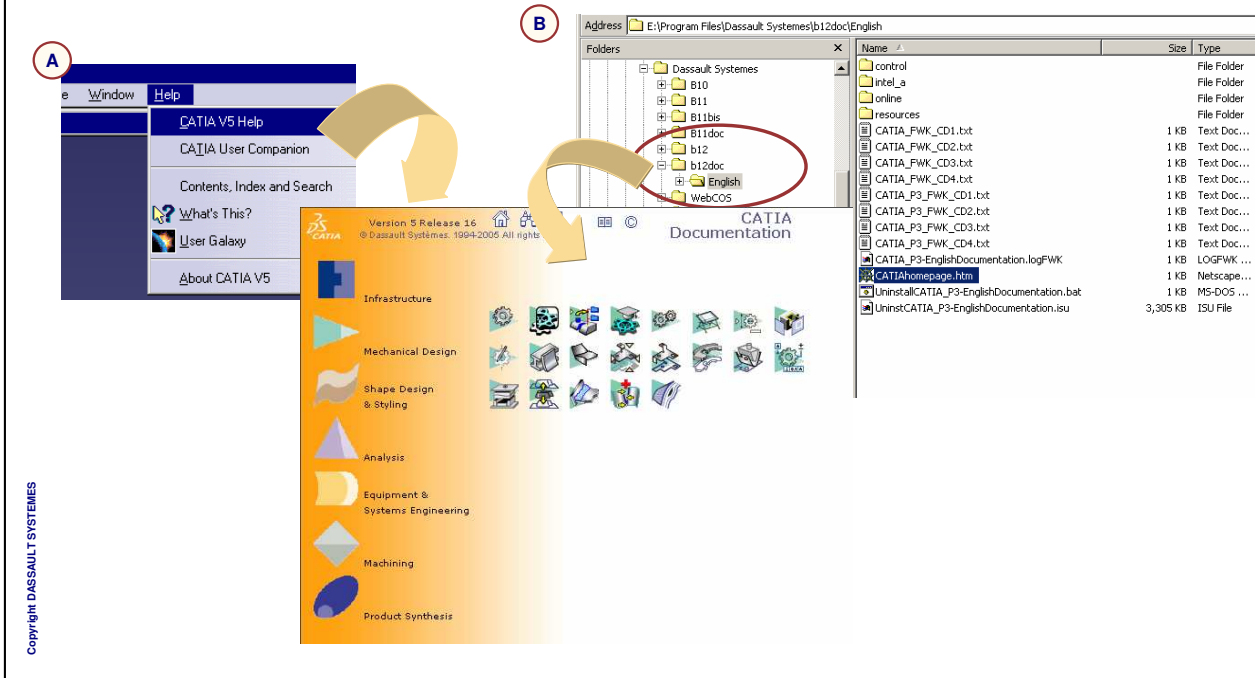 A
e Window Help
CATIA V5 Help
CATIA User Companion
Contents, Index and Search
What's This?
User Galaxy
About CATIA V5
B
Address E:\Program Files\Dassault Systemes\b12doc\English
Folders ×
Dassault Systemes
B10
B11
B11bis
B11doc
b12
b12doc
English
WebCOS
Name Size Type
control File Folder
intel_a File Folder
online File Folder
resources File Folder
CATIA_FWK_CD1.txt 1 KB Text Doc...
CATIA_FWK_CD2.txt 1 KB Text Doc...
CATIA_FWK_CD3.txt 1 KB Text Doc...
CATIA_FWK_CD4.txt 1 KB Text Doc...
CATIA_P3_FWK_CD1.txt 1 KB Text Doc...
CATIA_P3_FWK_CD2.txt 1 KB Text Doc...
CATIA_P3_FWK_CD3.txt 1 KB Text Doc...
CATIA_P3_FWK_CD4.txt 1 KB Text Doc...
CATIA_P3-EnglishDocumentation.logFWK 1 KB LOGFWK ...
CATIAhomepage.htm 1 KB Netscape...
UninstallCATIA_P3-EnglishDocumentation.bat 1 KB MS-DOS ...
UninstCATIA_P3-EnglishDocumentation.isu 3,305 KB ISU File
CATIA
Version 5 Release 16
© Dassault Systèmes. 1994-2005 All rights
©
CATIA
Documentation
Infrastructure
Mechanical Design
Shape Design
& Styling
Analysis
Equipment &
Systems Engineering
Machining
Product Synthesis
Copyright DASSAULT SYSTEMES